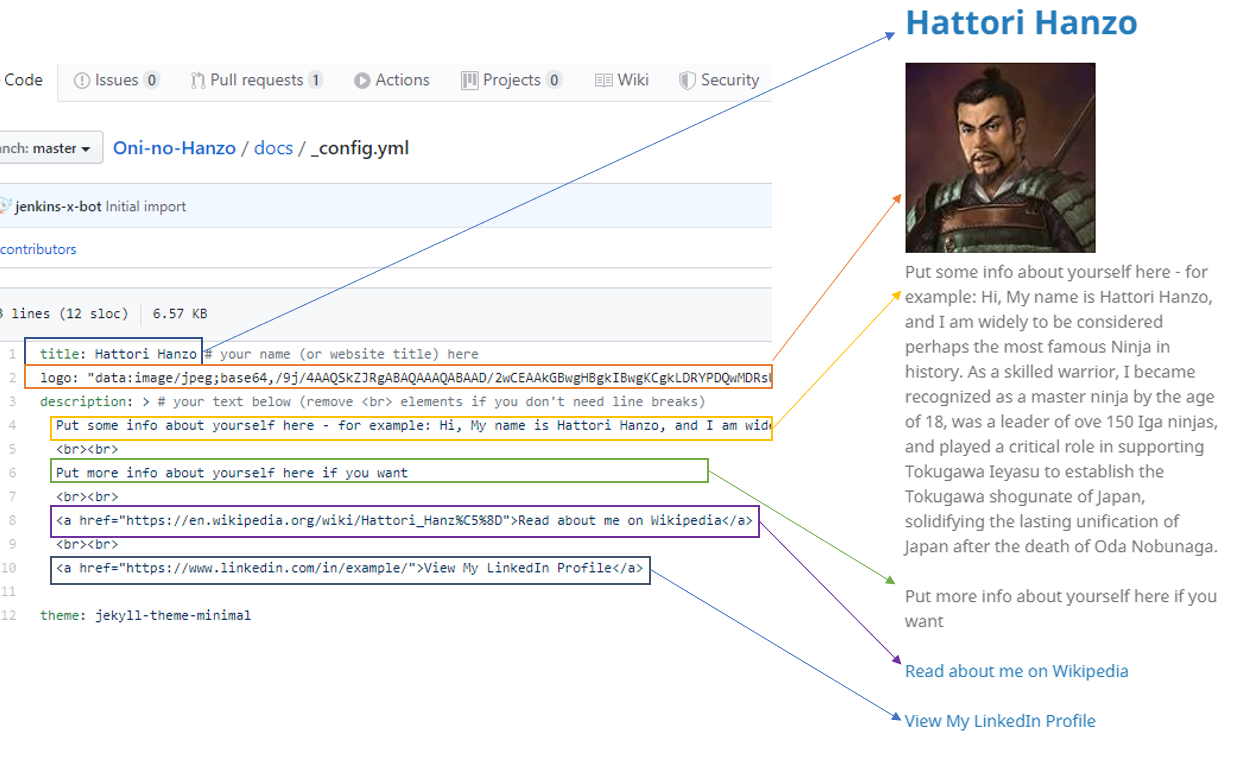 Hattori Hanzo
Code Issues 0 Pull requests 1 Actions Projects 0 Wiki Security
master Oni-no-Hanzo / docs / _config.yml
jenkins-x-bot Initial import
contributors
lines (12 sloc) 6.57 KB
1 title: Hattori Hanzo # your name (or website title) here
2 logo: "data:image/jpeg;base64,/9j/4AAQSkZJRgABAQAAAQABAAD/2wCEAAkGBwgHBgkIBwgKCgkLDRYPDQwMDRs
3 description: > # your text below (remove <br> elements if you don't need line breaks)
4 Put some info about yourself here - for example: Hi, My name is Hattori Hanzo, and I am wide
5 <br><br>
6 Put more info about yourself here if you want
7 <br><br>
8 <a href="https://en.wikipedia.org/wiki/Hattori_Hanz%C5%8D">Read about me on Wikipedia</a>
9 <br><br>
10 <a href="https://www.linkedin.com/in/example/">View My LinkedIn Profile</a>
11
12 theme: jekyll-theme-minimal
Put some info about yourself here - for
example: Hi, My name is Hattori Hanzo,
and I am widely to be considered
perhaps the most famous Ninja in
history. As a skilled warrior, I became
recognized as a master ninja by the age
of 18, was a leader of ove 150 Iga ninjas,
and played a critical role in supporting
Tokugawa Ieyasu to establish the
Tokugawa shogunate of Japan,
solidifying the lasting unification of
Japan after the death of Oda Nobunaga.
Put more info about yourself here if you
want
Read about me on Wikipedia
View My LinkedIn Profile